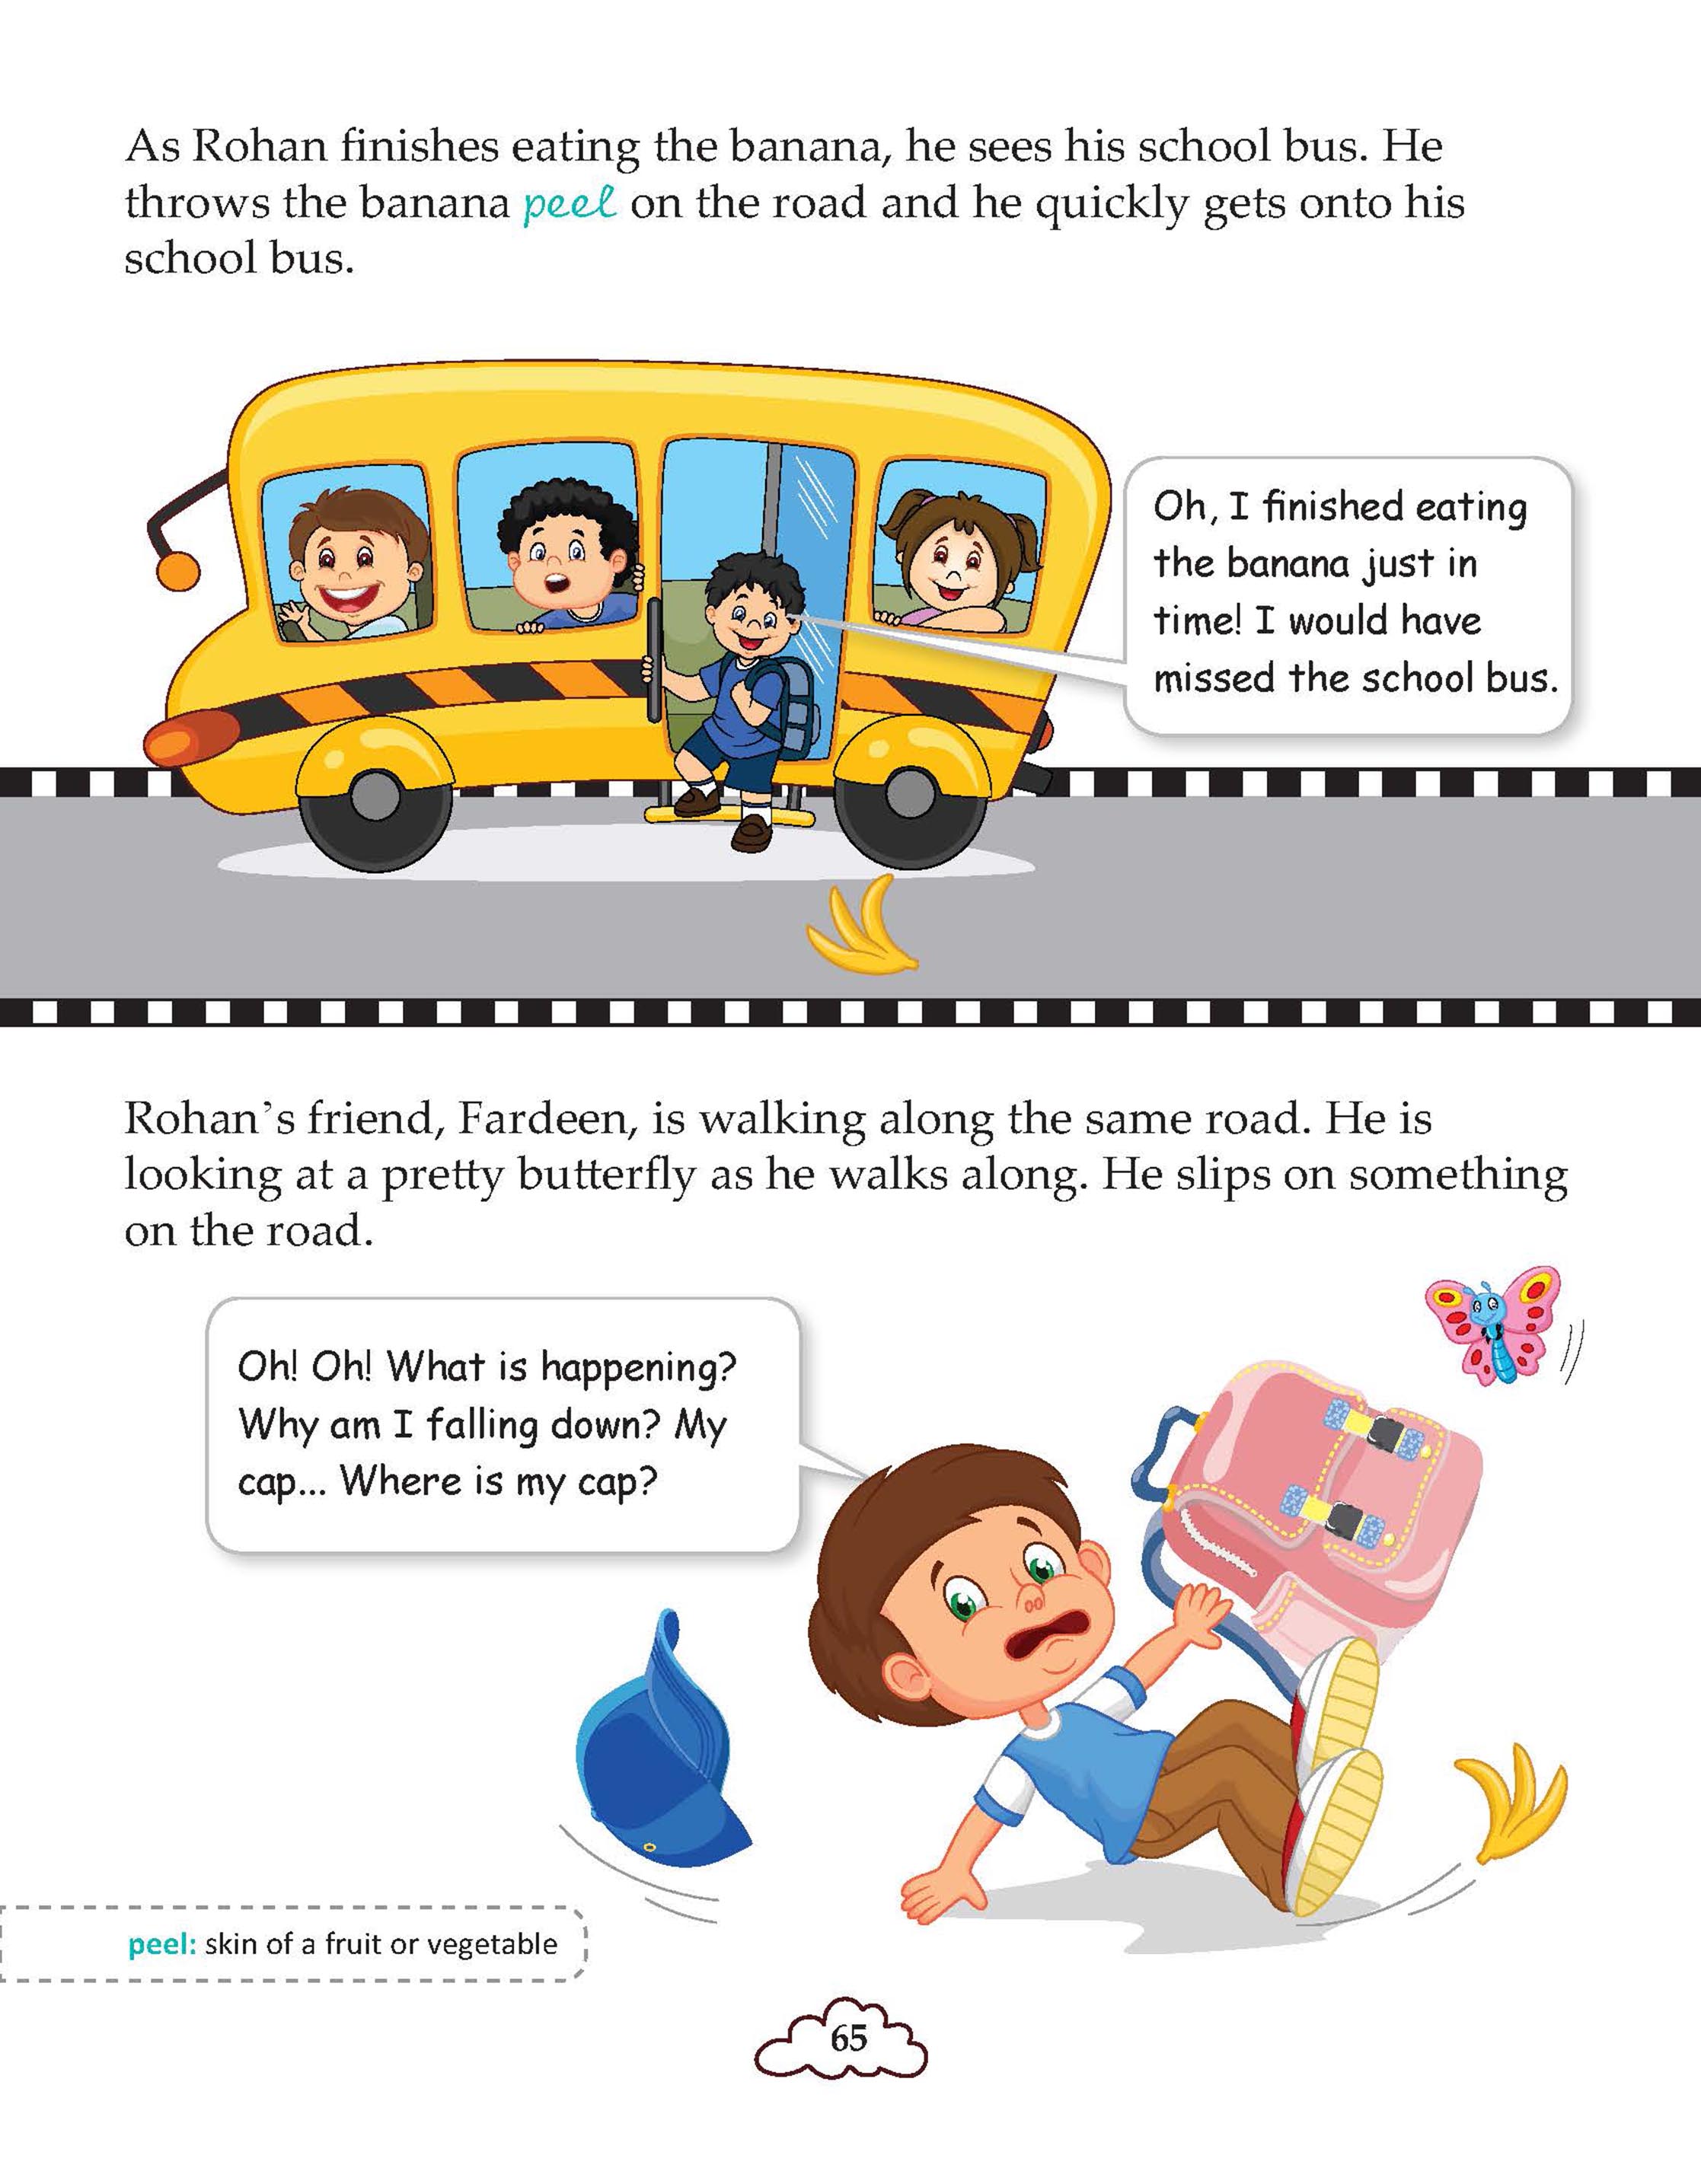 As Rohan finishes eating the banana, he sees his school bus. He
throws the banana peel on the road and he quickly gets onto his
school bus.
Oh, I finished eating
the banana just in
time! I would have
missed the school bus.
Rohan's friend, Fardeen, is walking along the same road. He is
looking at a pretty butterfly as he walks along. He slips on something
on the road.
Oh! Oh! What is happening?
Why am I falling down? My
cap... Where is my cap?
peel: skin of a fruit or vegetable
65